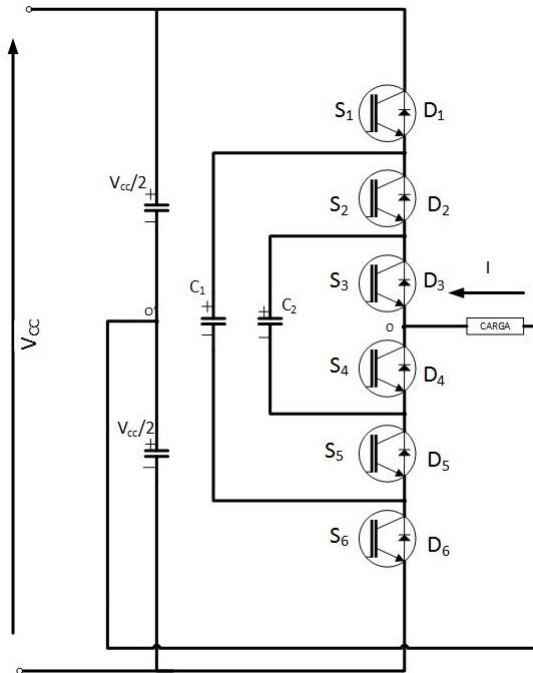 S1 D1
Vcc/2
+
S2 D2
+
C1
+
C2
+
S3 D3
I
o'
o
CARGA
VCC
S4 D4
Vcc/2
+
S5 D5
S6 D6